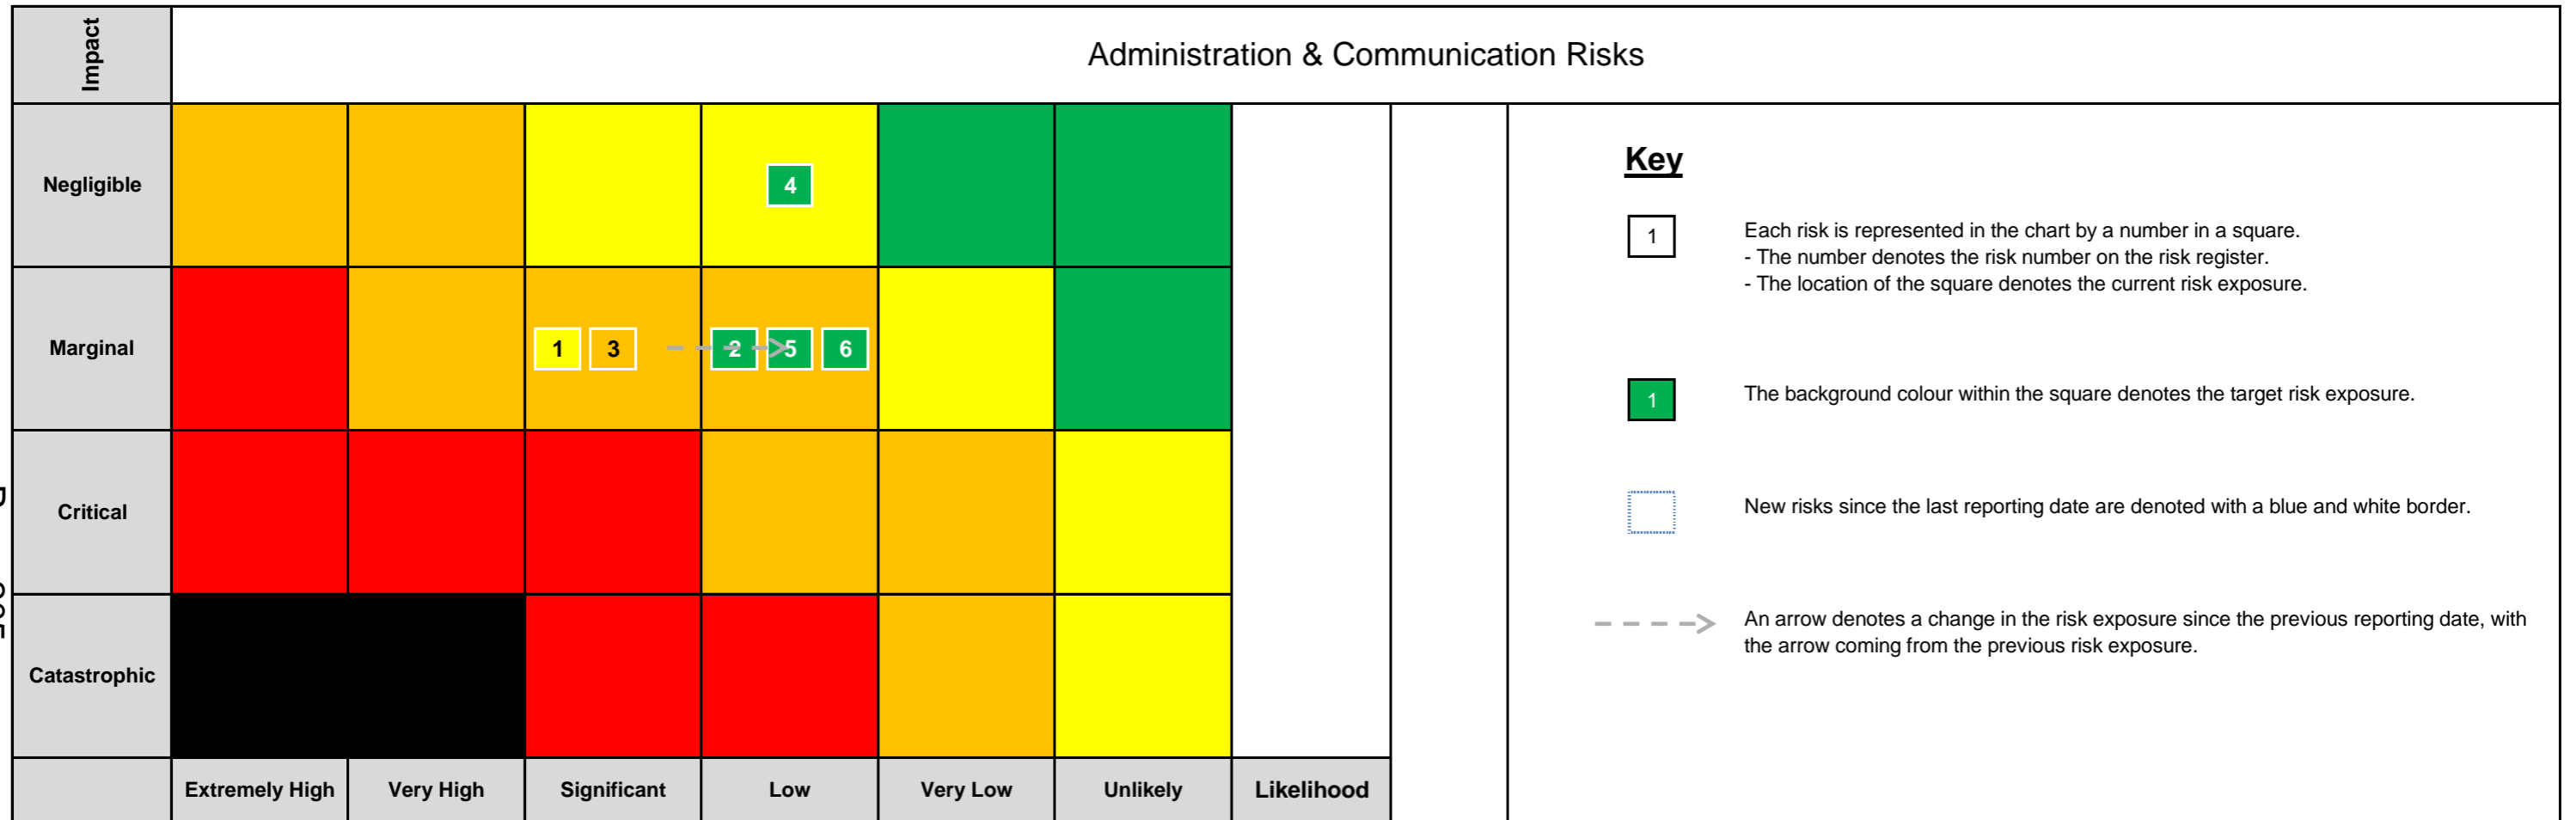 Impact
Administration & Communication Risks
Negligible
4
Marginal
1 3 2 5 6
Critical
Catastrophic
Extremely High Very High Significant Low Very Low Unlikely Likelihood
Key
1 Each risk is represented in the chart by a number in a square.
- The number denotes the risk number on the risk register.
- The location of the square denotes the current risk exposure.
1 The background colour within the square denotes the target risk exposure.
New risks since the last reporting date are denoted with a blue and white border.
An arrow denotes a change in the risk exposure since the previous reporting date, with
the arrow coming from the previous risk exposure.